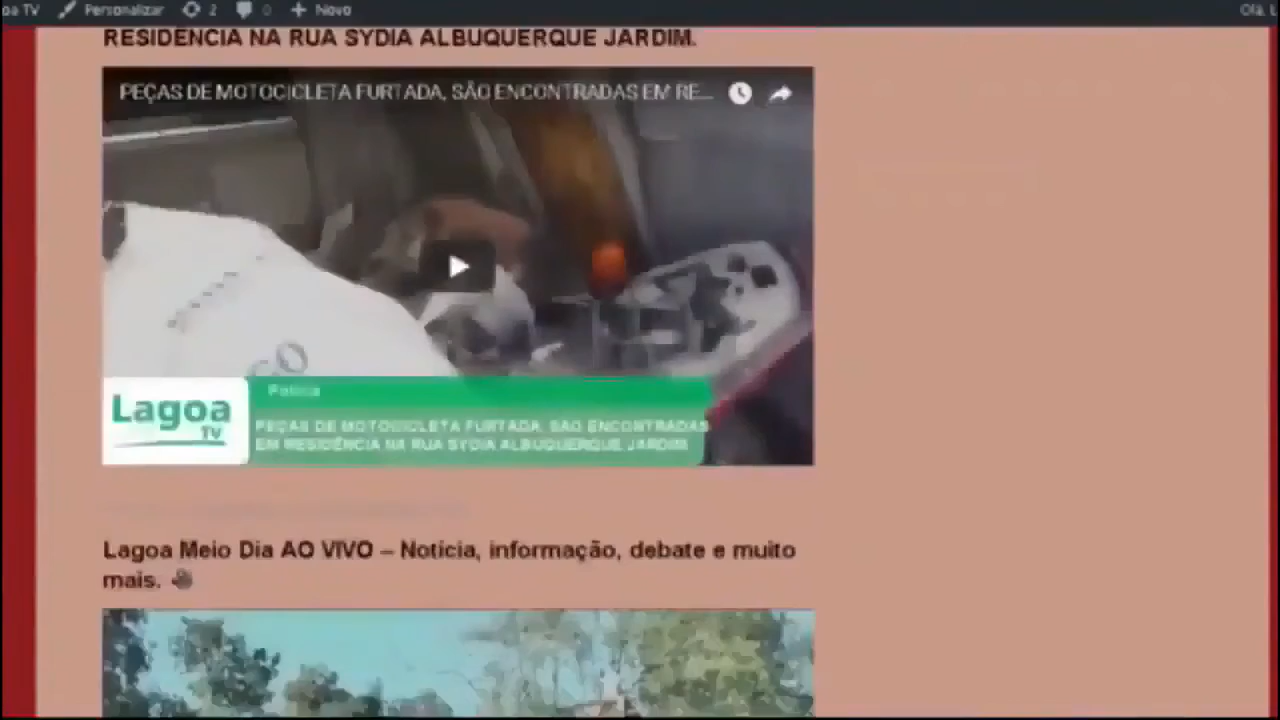 oa TV Personalizar 2 0 Novo Olá, L
RESIDÊNCIA NA RUA SYDIA ALBUQUERQUE JARDIM.
PEÇAS DE MOTOCICLETA FURTADA, SÃO ENCONTRADAS EM RE...
Lagoa
TV
Polícia
PEÇAS DE MOTOCICLETA FURTADA, SÃO ENCONTRADAS
EM RESIDÊNCIA NA RUA SYDIA ALBUQUERQUE JARDIM.
Lagoa Meio Dia AO VIVO – Notícia, informação, debate e muito
mais.